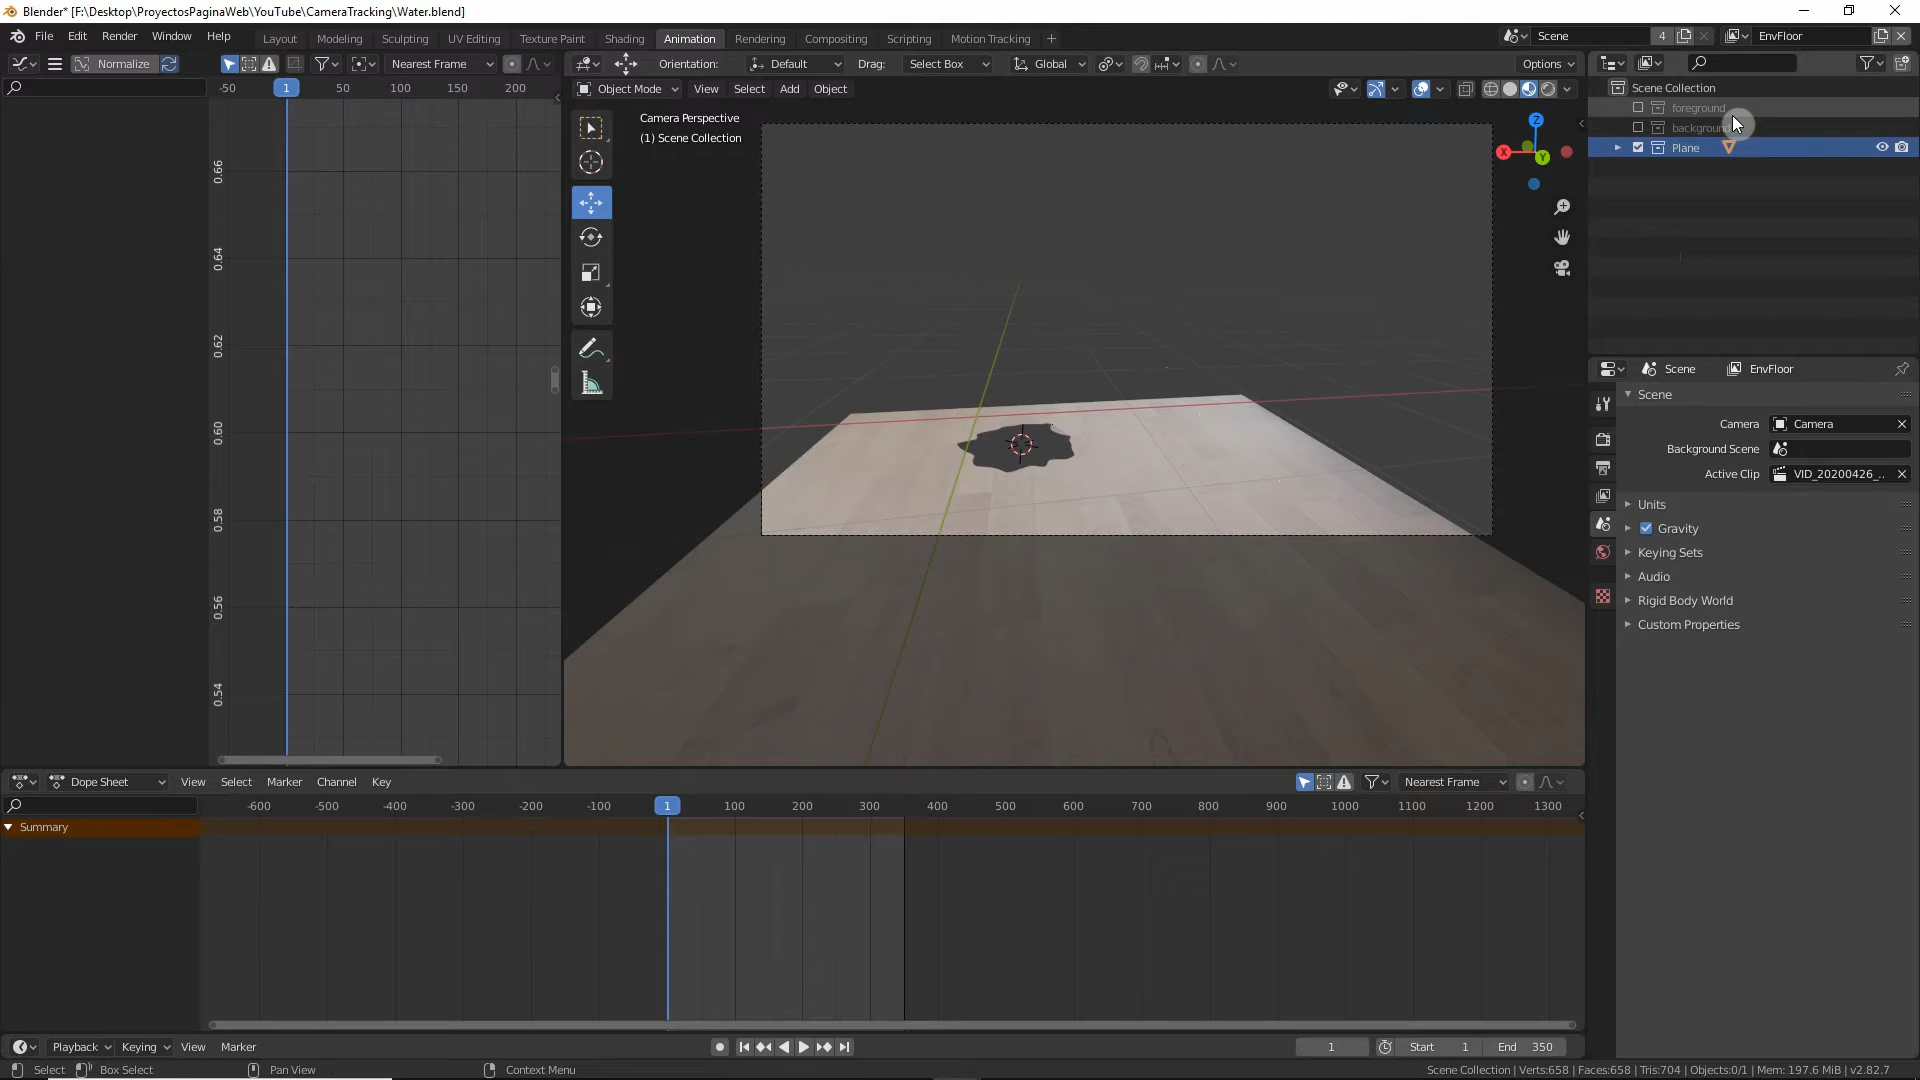 Blender* [F:\Desktop\ProyectosPaginaWeb\YouTube\CameraTracking\Water.blend]
File Edit Render Window Help
Layout Modeling Sculpting UV Editing Texture Paint Shading Animation Rendering Compositing Scripting Motion Tracking +
Scene 4 EnvFloor
Normalize Nearest Frame
Orientation: Default Drag: Select Box Global Options
-50 1 50 100 150 200
Object Mode View Select Add Object
Scene Collection
foreground
background
Plane
Camera Perspective
(1) Scene Collection
Z
X
Y
0.66
0.64
0.62
0.60
0.58
0.56
0.54
Scene EnvFloor
Scene
Camera Camera
Background Scene
Active Clip VID_20200426_..
Units
Gravity
Keying Sets
Audio
Rigid Body World
Custom Properties
Dope Sheet View Select Marker Channel Key Nearest Frame
-600 -500 -400 -300 -200 -100 1 100 200 300 400 500 600 700 800 900 1000 1100 1200 1300
Summary
Playback Keying View Marker 1 Start 1 End 350
Select Box Select Pan View Context Menu
Scene Collection | Verts:658 | Faces:658 | Tris:704 | Objects:0/1 | Mem: 197.6 MiB | v2.82.7